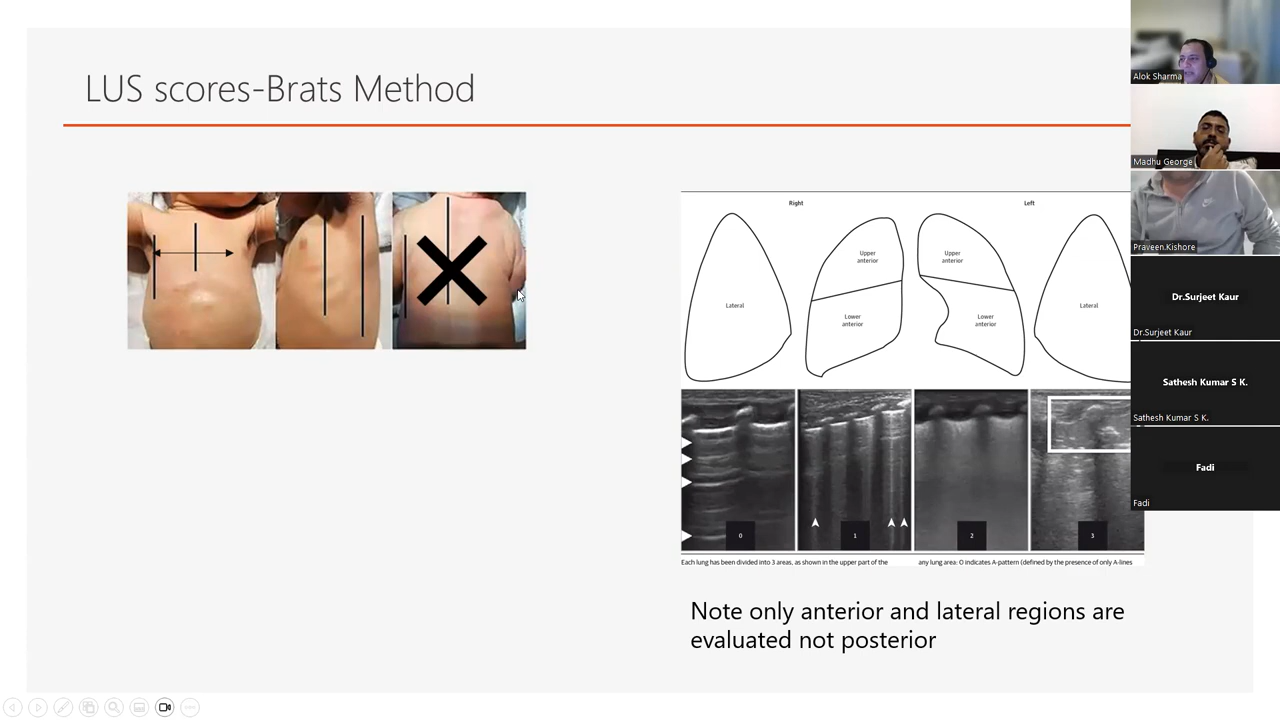 LUS scores-Brats Method
Right
Left
Lateral
Upper
anterior
Lower
anterior
Upper
anterior
Lower
anterior
Lateral
0
1
2
3
Each lung has been divided into 3 areas, as shown in the upper part of the
any lung area: O indicates A-pattern (defined by the presence of only A-lines
Note only anterior and lateral regions are
evaluated not posterior
Alok Sharma
Madhu George
Praveen.Kishore
Dr.Surjeet Kaur
Dr.Surjeet Kaur
Sathesh Kumar S K.
Sathesh Kumar S K.
Fadi
Fadi